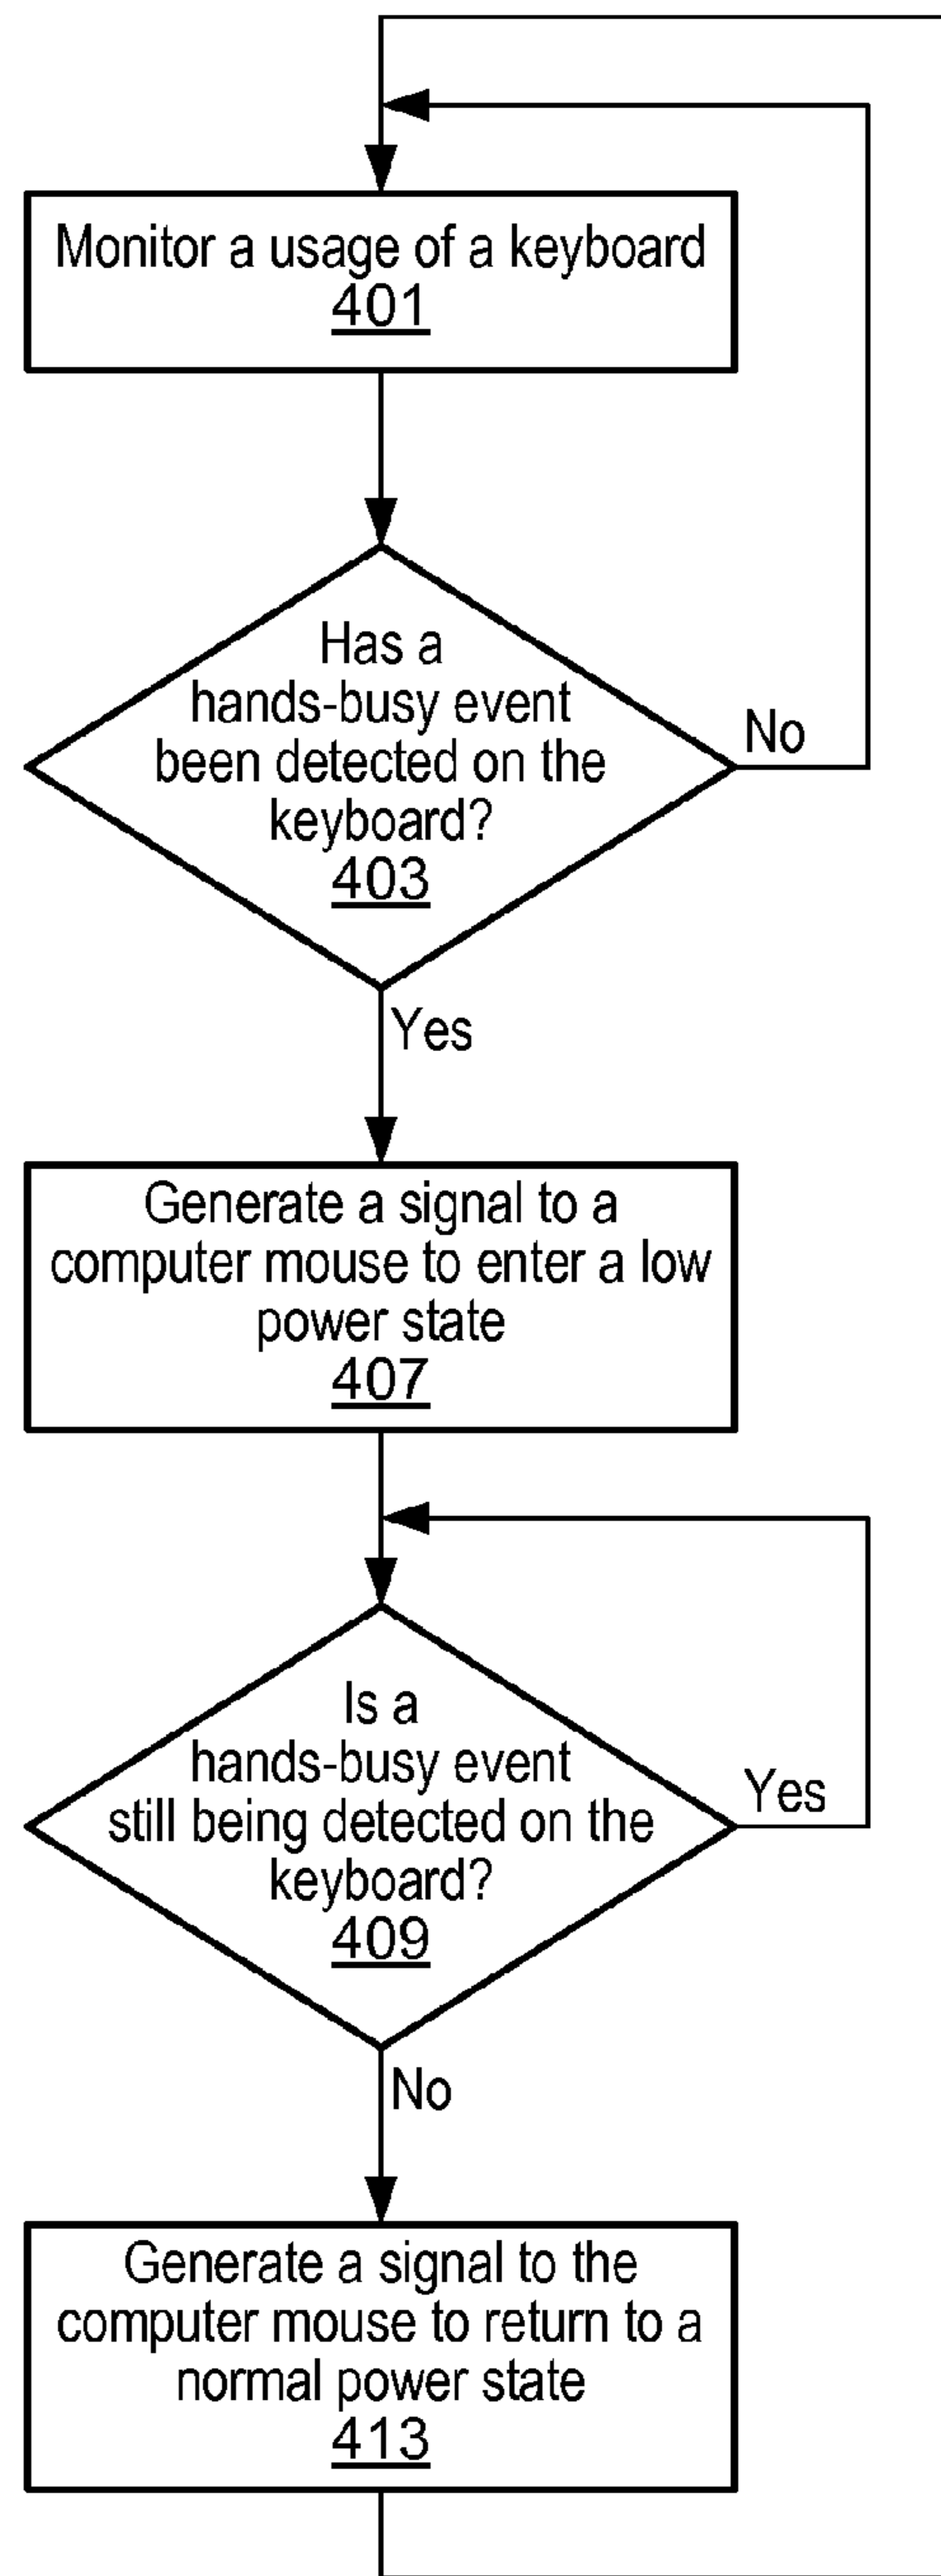 Monitor a usage of a keyboard
401
Has a
hands-busy event
been detected on the
keyboard?
403
No
Yes
Generate a signal to a
computer mouse to enter a low
power state
407
Is a
hands-busy event
still being detected on the
keyboard?
409
Yes
No
Generate a signal to the
computer mouse to return to a
normal power state
413